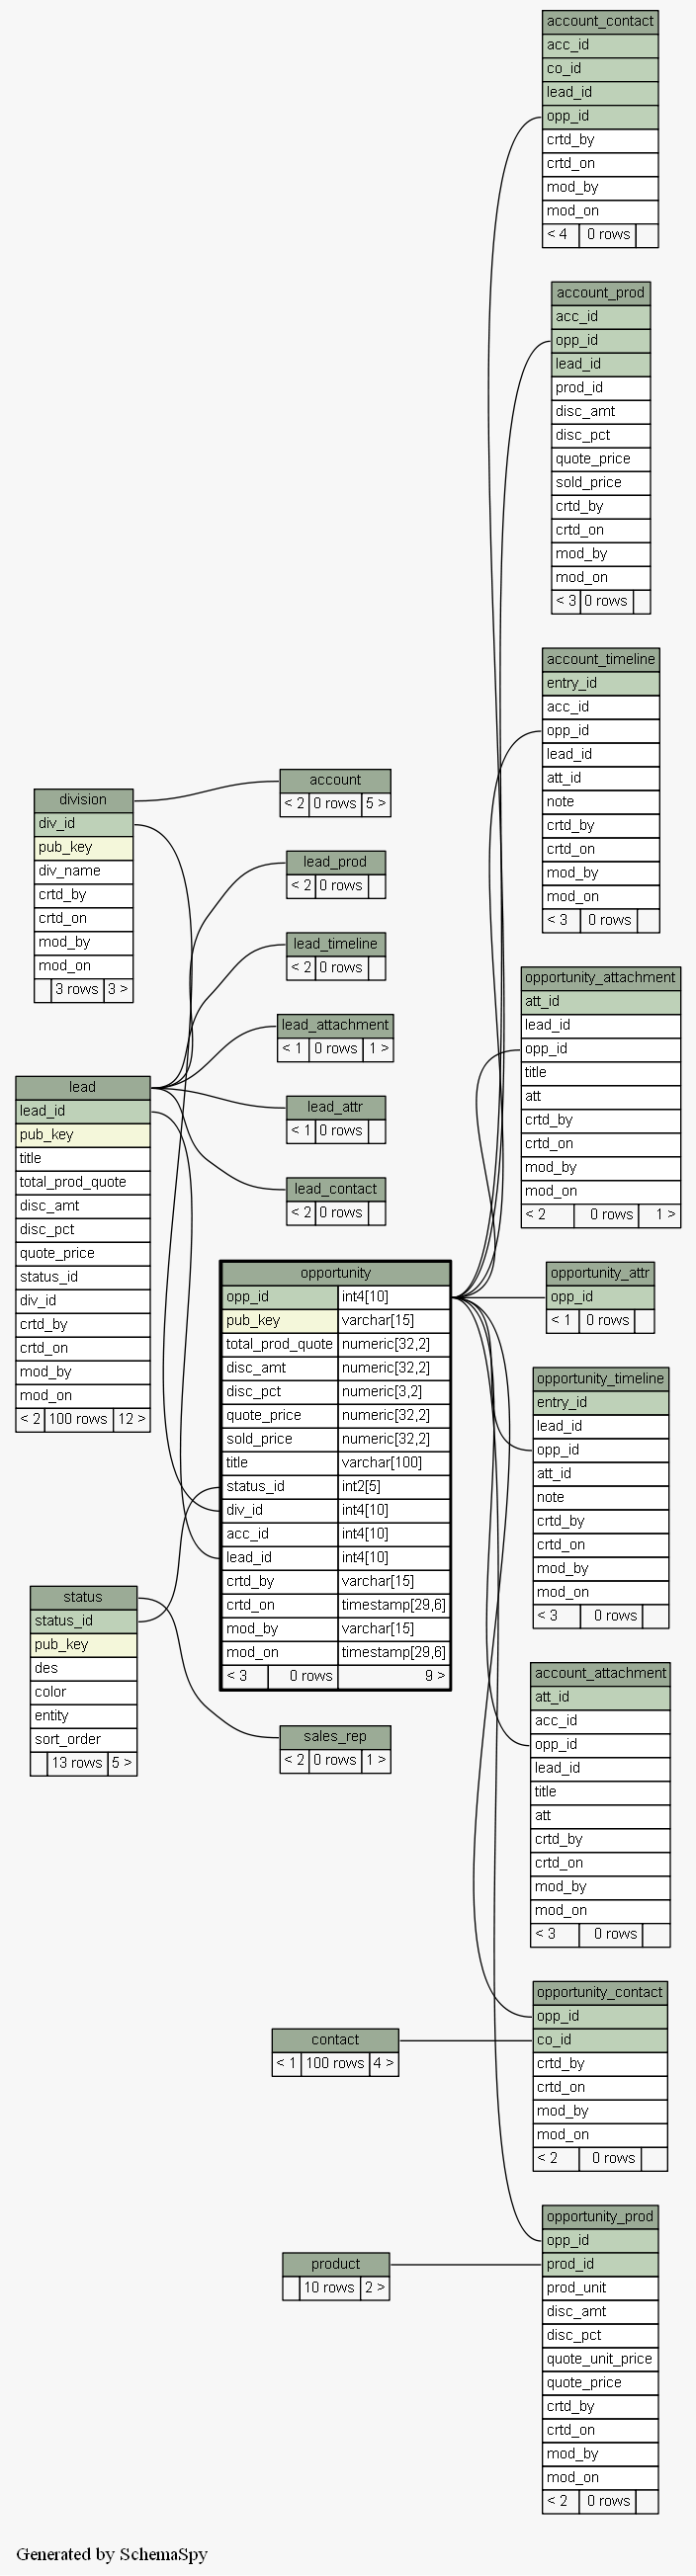 account_contact
acc_id
co_id
lead_id
opp_id
crtd_by
crtd_on
mod_by
mod_on
< 4 0 rows
account_prod
acc_id
opp_id
lead_id
prod_id
disc_amt
disc_pct
quote_price
sold_price
crtd_by
crtd_on
mod_by
mod_on
< 3 0 rows
account_timeline
entry_id
acc_id
opp_id
lead_id
att_id
note
crtd_by
crtd_on
mod_by
mod_on
< 3 0 rows
division
div_id
pub_key
div_name
crtd_by
crtd_on
mod_by
mod_on
3 rows 3 >
account
< 2 0 rows 5 >
lead_prod
< 2 0 rows
lead_timeline
< 2 0 rows
lead_attachment
< 1 0 rows 1 >
lead_attr
< 1 0 rows
lead_contact
< 2 0 rows
opportunity_attachment
att_id
lead_id
opp_id
title
att
crtd_by
crtd_on
mod_by
mod_on
< 2 0 rows 1 >
lead
lead_id
pub_key
title
total_prod_quote
disc_amt
disc_pct
quote_price
status_id
div_id
crtd_by
crtd_on
mod_by
mod_on
< 2 100 rows 12 >
opportunity
opp_id int4[10]
pub_key varchar[15]
total_prod_quote numeric[32,2]
disc_amt numeric[32,2]
disc_pct numeric[3,2]
quote_price numeric[32,2]
sold_price numeric[32,2]
title varchar[100]
status_id int2[5]
div_id int4[10]
acc_id int4[10]
lead_id int4[10]
crtd_by varchar[15]
crtd_on timestamp[29,6]
mod_by varchar[15]
mod_on timestamp[29,6]
< 3 0 rows 9 >
opportunity_attr
opp_id
< 1 0 rows
opportunity_timeline
entry_id
lead_id
opp_id
att_id
note
crtd_by
crtd_on
mod_by
mod_on
< 3 0 rows
status
status_id
pub_key
des
color
entity
sort_order
13 rows 5 >
sales_rep
< 2 0 rows 1 >
account_attachment
att_id
acc_id
opp_id
lead_id
title
att
crtd_by
crtd_on
mod_by
mod_on
< 3 0 rows
contact
< 1 100 rows 4 >
opportunity_contact
opp_id
co_id
crtd_by
crtd_on
mod_by
mod_on
< 2 0 rows
product
10 rows 2 >
opportunity_prod
opp_id
prod_id
prod_unit
disc_amt
disc_pct
quote_unit_price
quote_price
crtd_by
crtd_on
mod_by
mod_on
< 2 0 rows
Generated by SchemaSpy